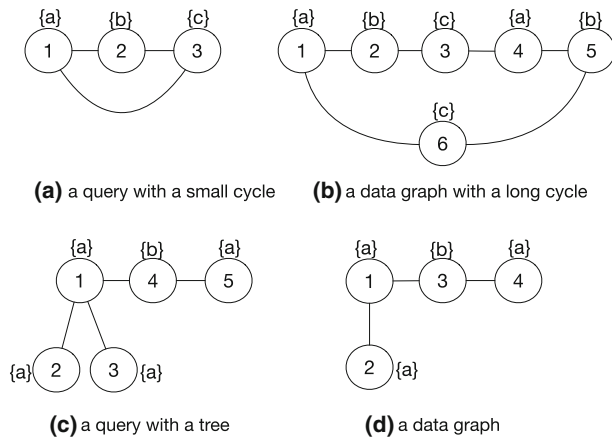 {a} {b} {c}
1 2 3
(a) a query with a small cycle
{a} {b} {c} {a} {b}
1 2 3 4 5
{c}
6
(b) a data graph with a long cycle
{a} {b} {a}
1 4 5
{a} 2 3 {a}
(c) a query with a tree
{a} {b} {a}
1 3 4
2 {a}
(d) a data graph